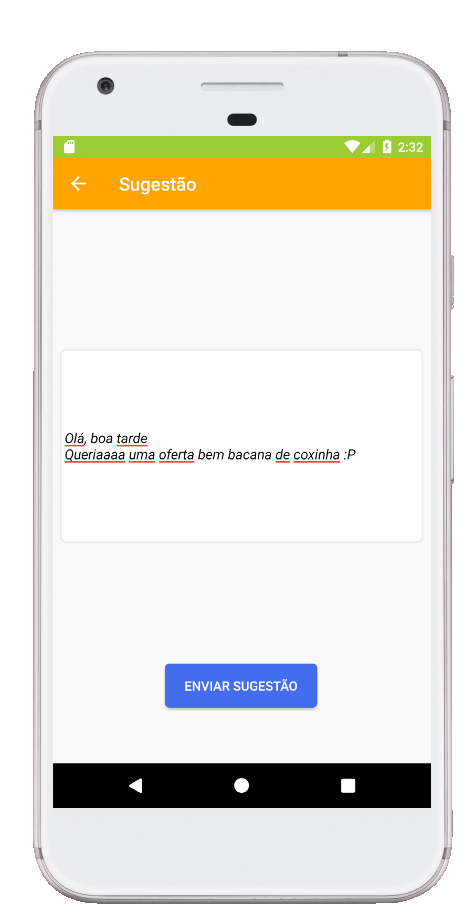 2:32
Sugestão
Olá, boa tarde
Queriaaaa uma oferta bem bacana de coxinha :P
ENVIAR SUGESTÃO